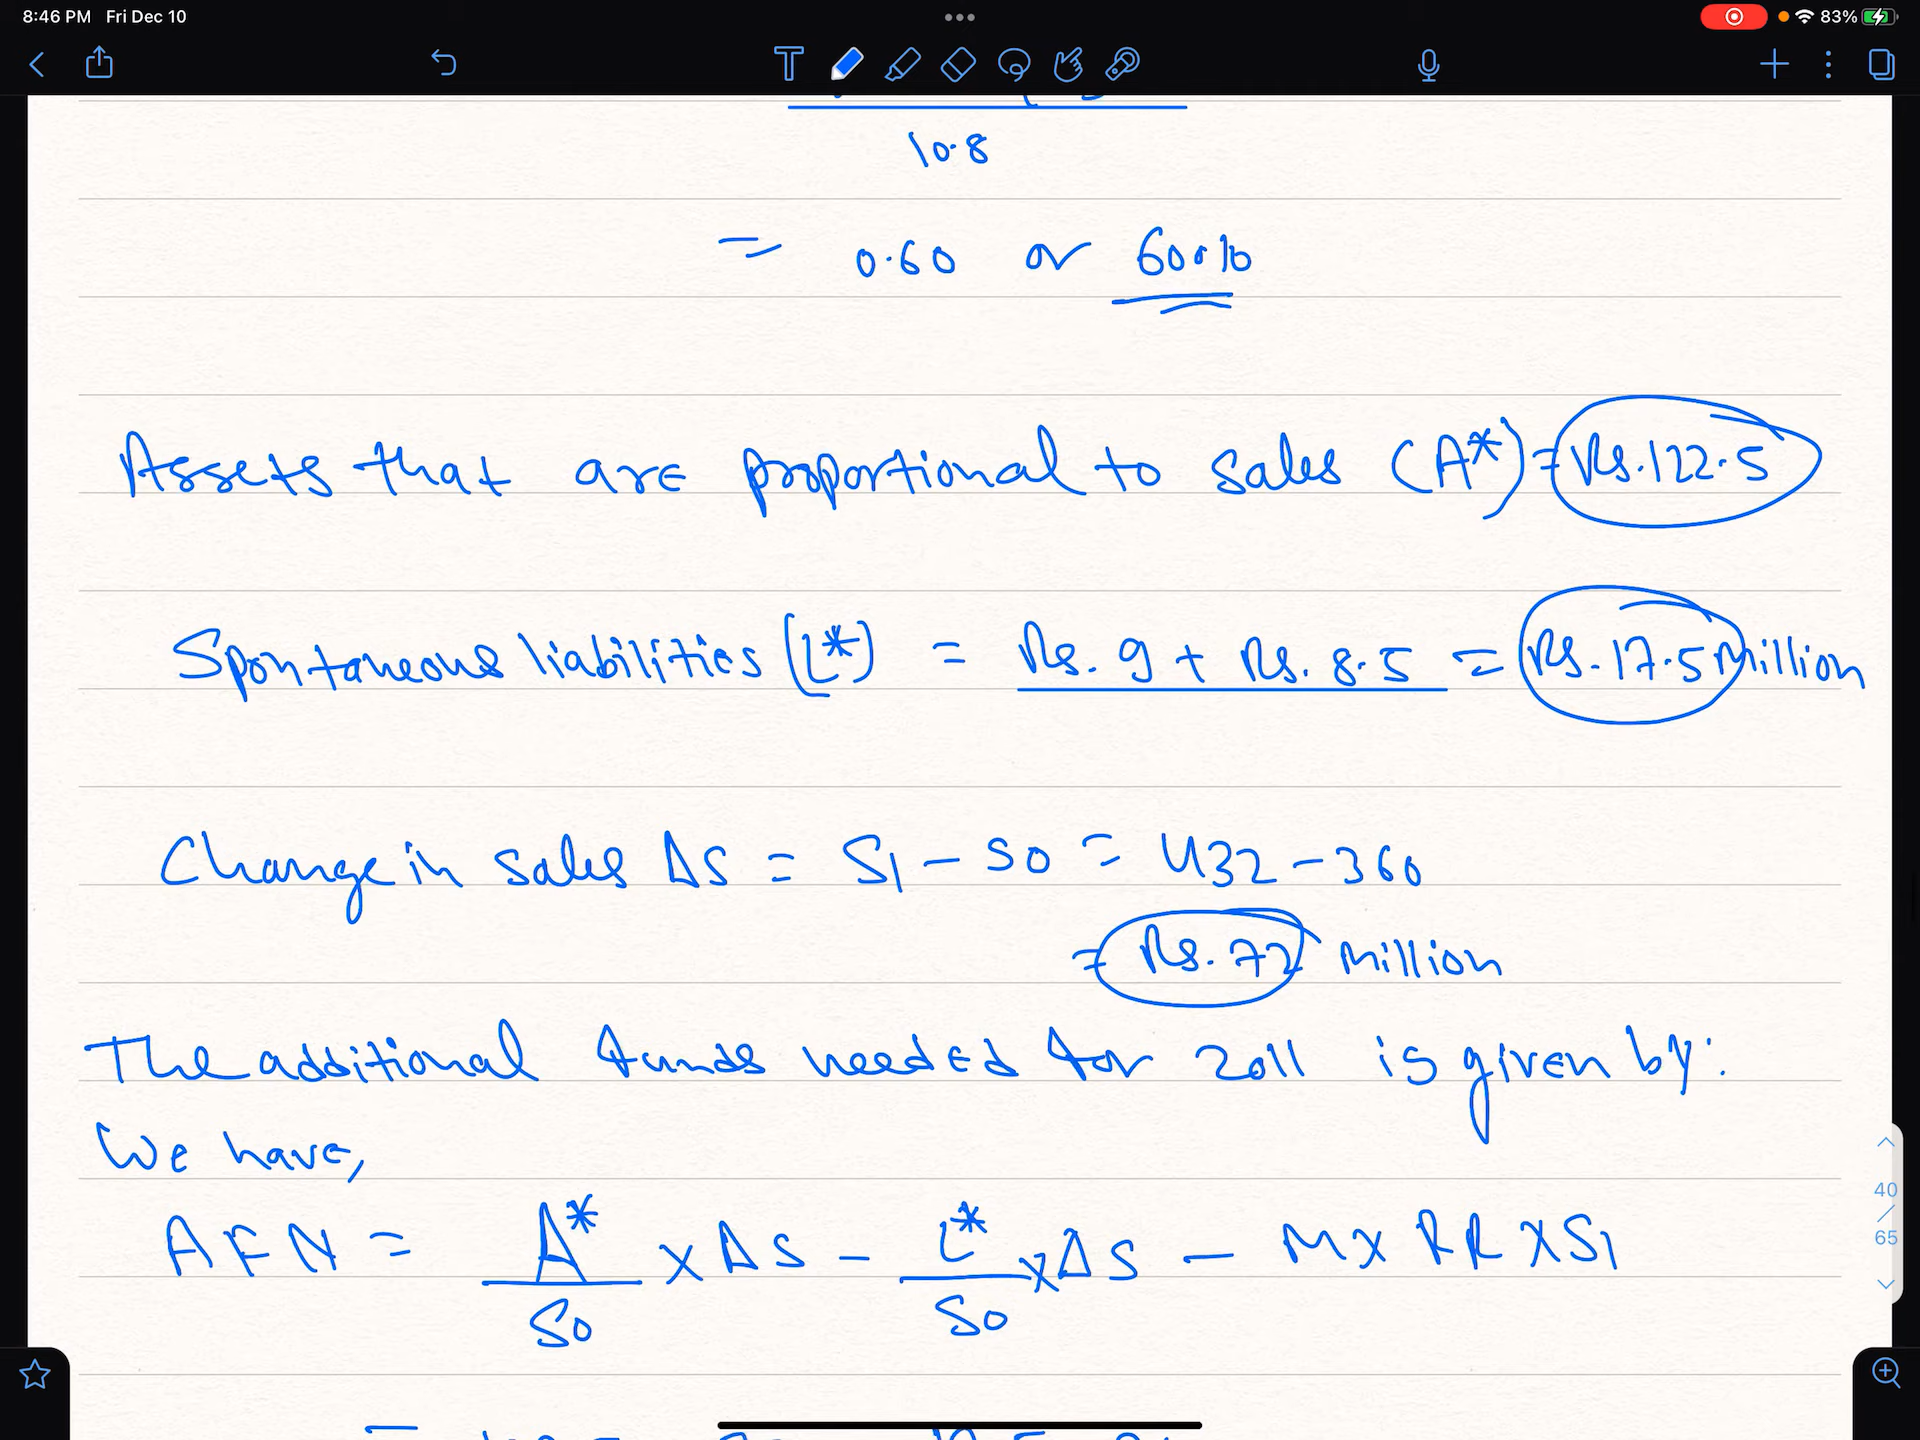 8:46 PM Fri Dec 10
83%
10.8
= 0.60 or 60%
Assets that are proportional to sales (A*) = Rs. 122.5
Spontaneous liabilities (L*) = Rs. 9 + Rs. 8.5 = Rs. 17.5 Million
Change in sales ΔS = S1 - S0 = 432 - 360
= Rs. 72 Million
The additional funds needed for 2011 is given by:
We have,
AFN = A*/S0 × ΔS - L*/S0 × ΔS - M × RR × S1
40
/
65